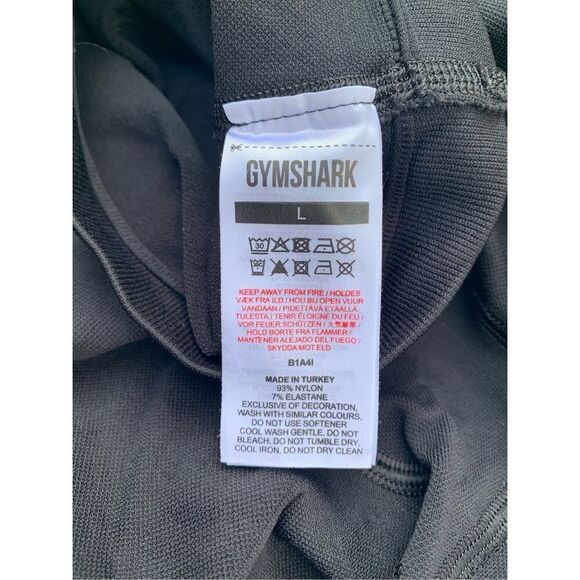 GYMSHARK
L
30
KEEP AWAY FROM FIRE / HOLDES
VÆK FRA ILD / HOU BIJ OPEN VUUR
VANDAAN / PIDETTÄVÄ ETÄÄLLÄ
TULESTA / TENIR ÉLOIGNÉ DU FEU /
VOR FEUER SCHÜTZEN / 火気厳禁 /
HOLD BORTE FRA FLAMMER /
MANTENER ALEJADO DEL FUEGO /
SKYDDA MOT ELD
B1A4I
MADE IN TURKEY
93% NYLON
7% ELASTANE
EXCLUSIVE OF DECORATION,
WASH WITH SIMILAR COLOURS,
DO NOT USE SOFTENER
COOL WASH GENTLE, DO NOT
BLEACH, DO NOT TUMBLE DRY,
COOL IRON, DO NOT DRY CLEAN